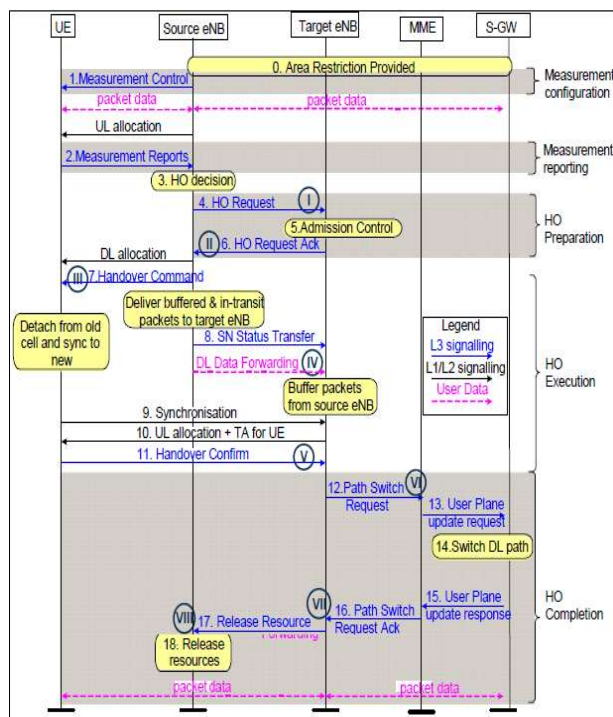 UE
Source eNB
Target eNB
MME
S-GW
0. Area Restriction Provided
1.Measurement Control
packet data
packet data
Measurement
configuration
UL allocation
2.Measurement Reports
Measurement
reporting
3. HO decision
4. HO Request
I
5.Admission Control
HO
Preparation
II
6. HO Request Ack
DL allocation
III
7.Handover Command
Deliver buffered & in-transit
packets to target eNB
Detach from old
cell and sync to
new
8. SN Status Transfer
DL Data Forwarding
IV
Buffer packets
from source eNB
Legend
L3 signalling
L1/L2 signalling
User Data
HO
Execution
9. Synchronisation
10. UL allocation + TA for UE
11. Handover Confirm
V
12.Path Switch
Request
VI
13. User Plane
update request
14.Switch DL path
15. User Plane
update response
16. Path Switch
Request Ack
VII
HO
Completion
VIII
17. Release Resource
Forwarding
18. Release
resources
packet data
packet data